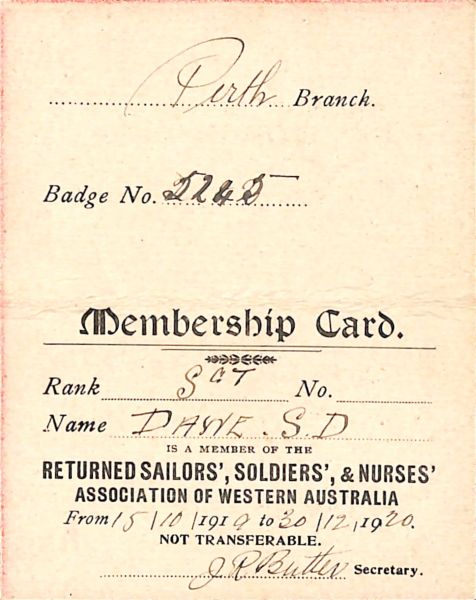 Perth Branch.
Badge No. 5245
Membership Card.
Rank Sgt No.
Name DAWE. S. D
IS A MEMBER OF THE
RETURNED SAILORS', SOLDIERS', & NURSES'
ASSOCIATION OF WESTERN AUSTRALIA
From 15/10/1919 to 30/12/1920.
NOT TRANSFERABLE.
J R Butler Secretary.